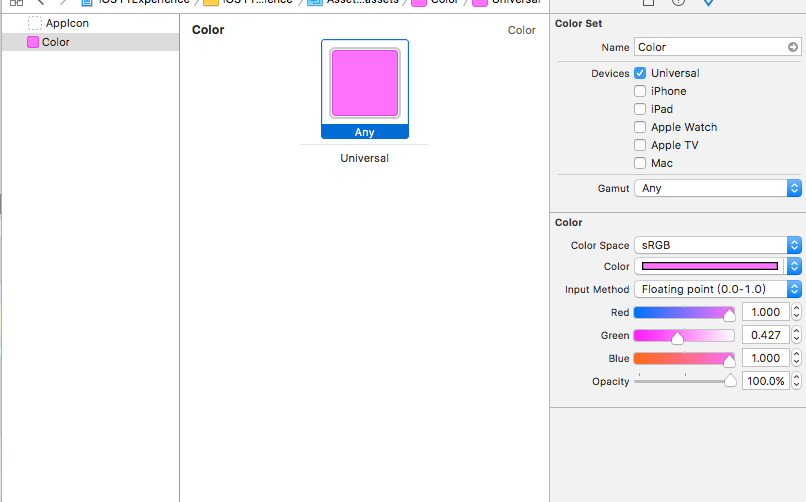 AppIcon
Color
Color
Color
Any
Universal
Color Set
Name Color
Devices Universal
iPhone
iPad
Apple Watch
Apple TV
Mac
Gamut Any
Color
Color Space sRGB
Color
Input Method Floating point (0.0-1.0)
Red 1.000
Green 0.427
Blue 1.000
Opacity 100.0%